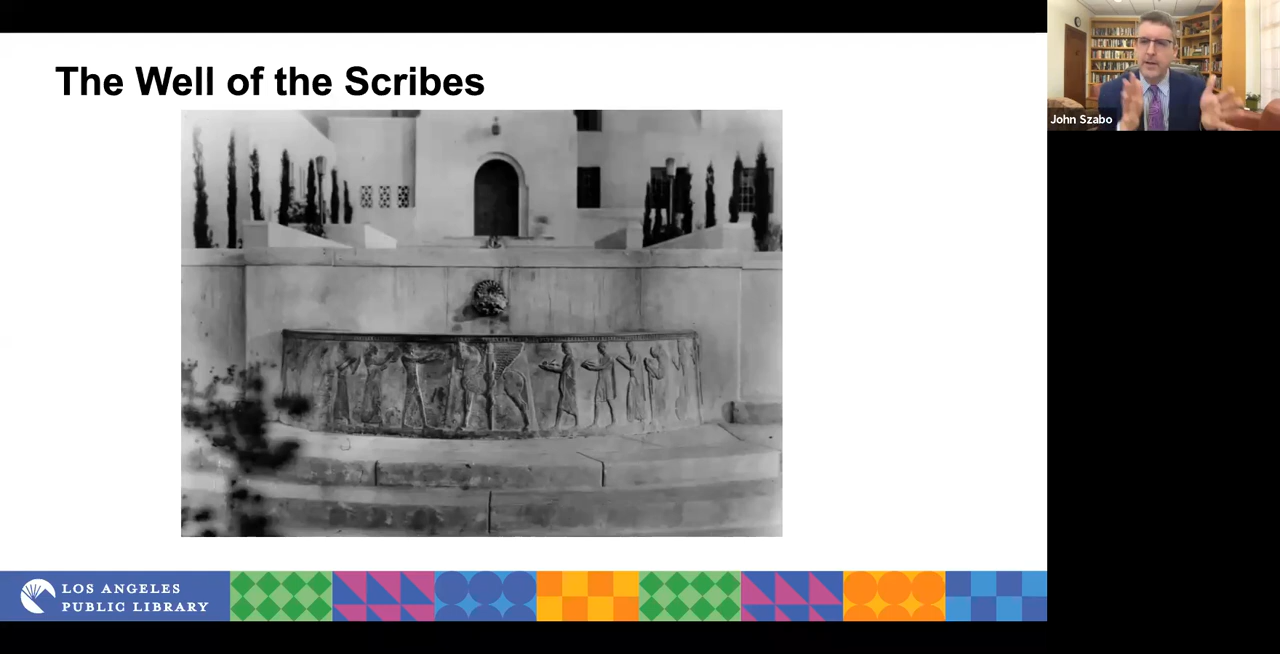 The Well of the Scribes
John Szabo
LOS ANGELES
PUBLIC LIBRARY